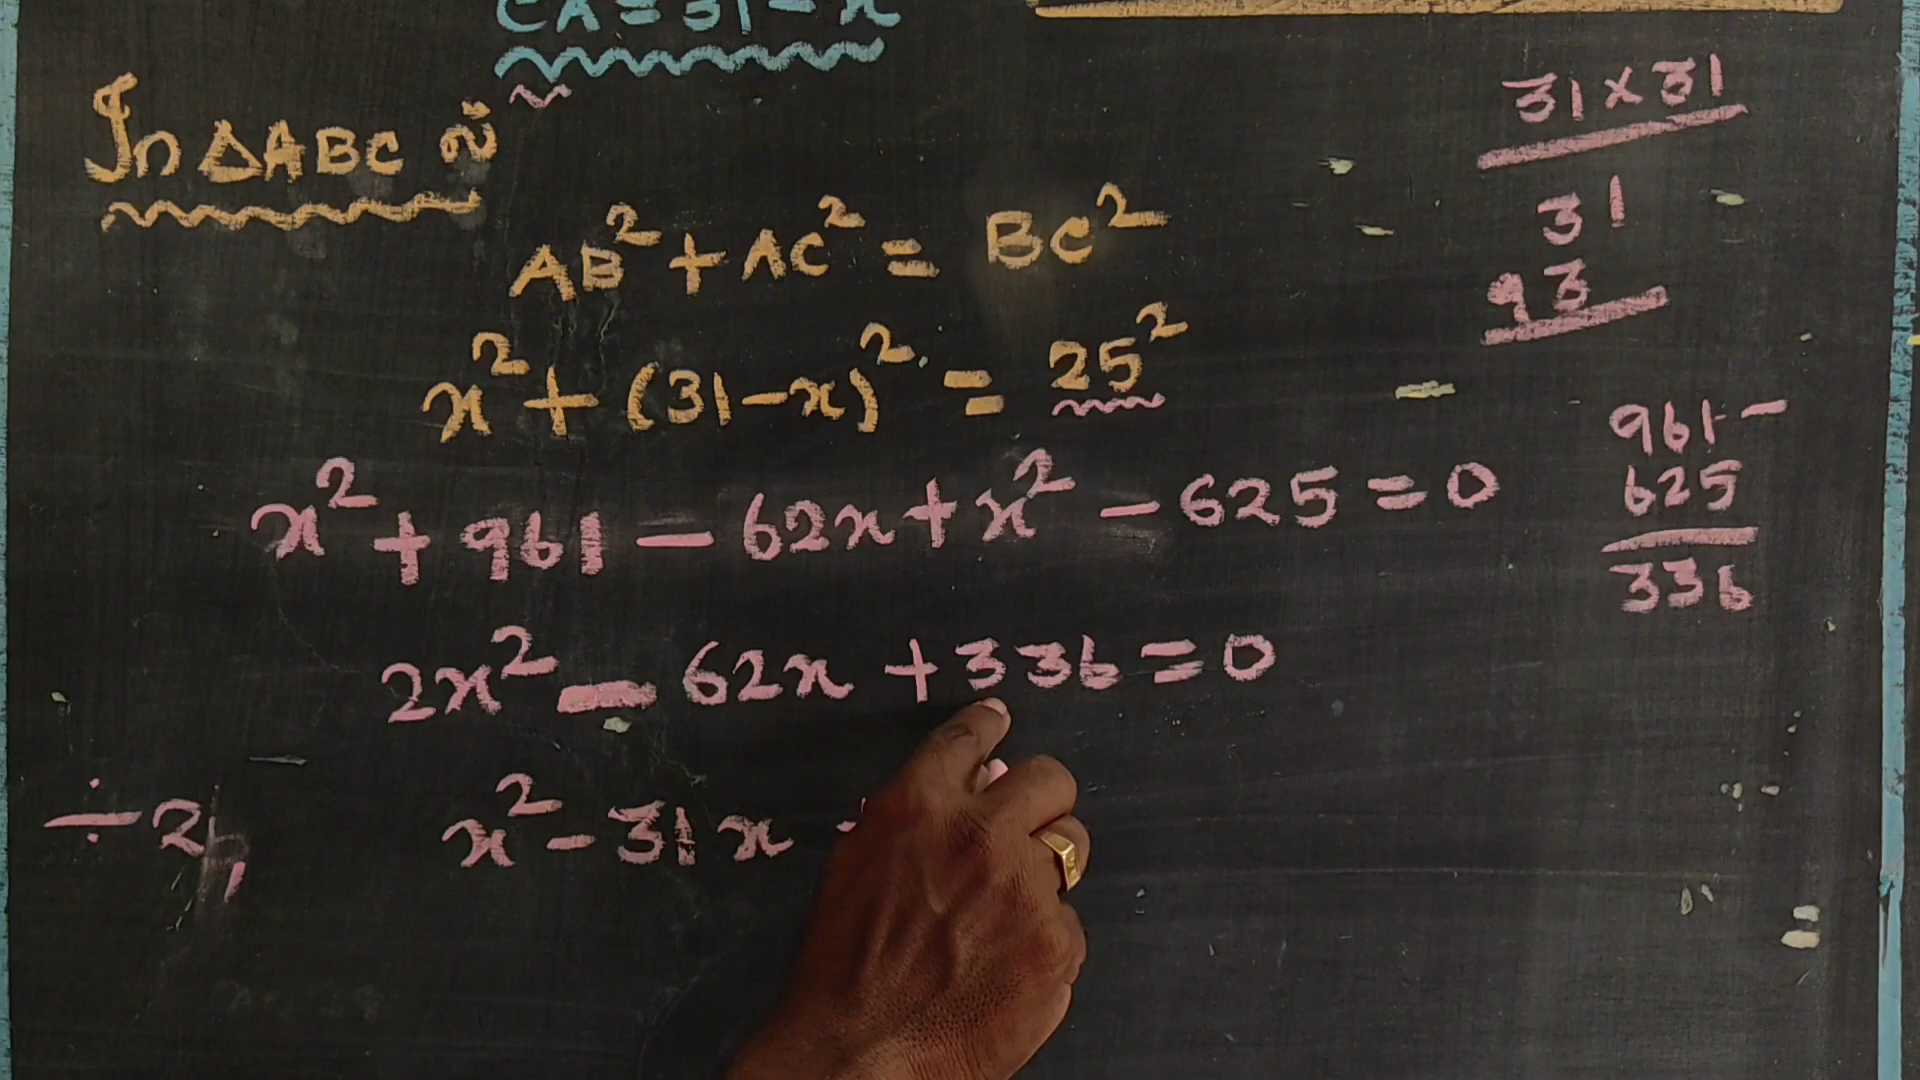 CA = 31 - x
In ΔABC ல்
AB² + AC² = BC²
x² + (31 - x)² = 25²
x² + 961 - 62x + x² - 625 = 0
2x² - 62x + 336 = 0
÷ 2, x² - 31x
31 x 31
31
93
961 -
625
336